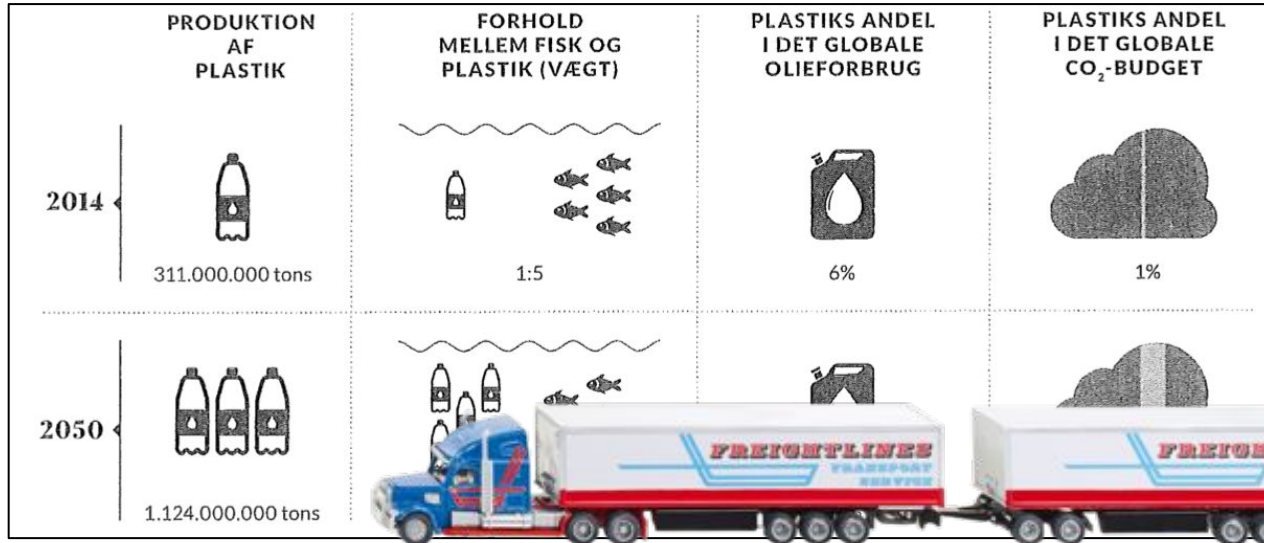 PRODUKTION
AF
PLASTIK
FORHOLD
MELLEM FISK OG
PLASTIK (VÆGT)
PLASTIKS ANDEL
I DET GLOBALE
OLIEFORBRUG
PLASTIKS ANDEL
I DET GLOBALE
CO₂-BUDGET
2014
311.000.000 tons
1:5
6%
1%
2050
1.124.000.000 tons
FREIGHTLINES
TRANSPORT
SERVICE
FREIGH